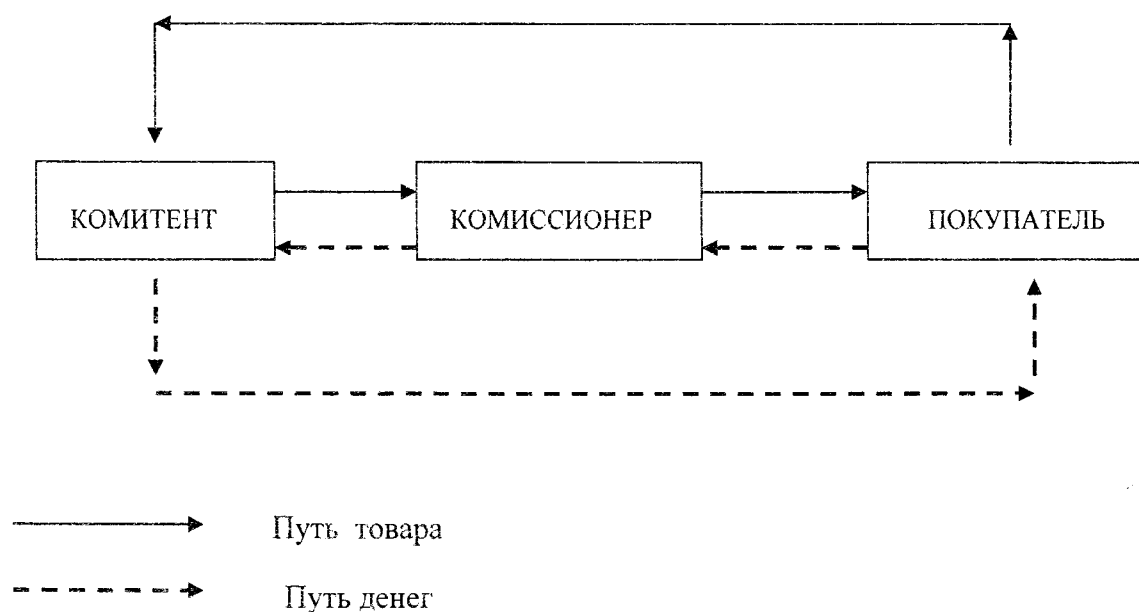 КОМИТЕНТ
КОМИССИОНЕР
ПОКУПАТЕЛЬ
Путь товара
Путь денег